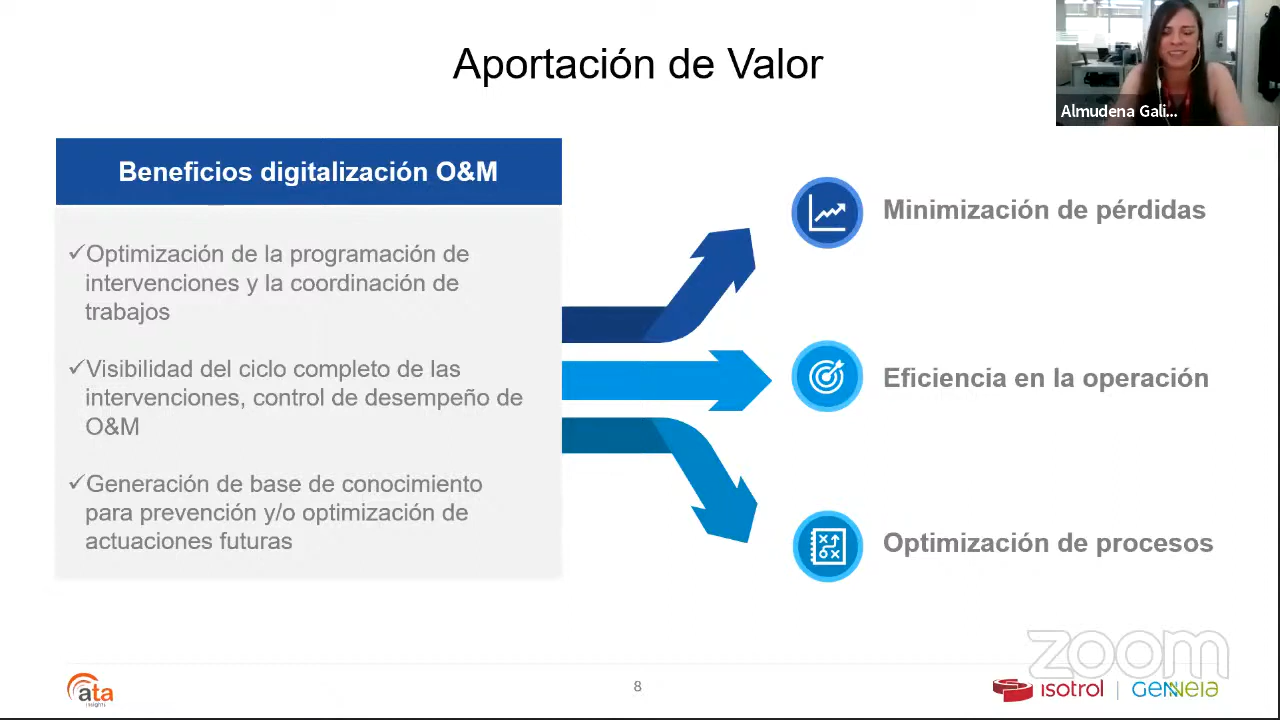 Aportación de Valor
Almudena Gali...
Beneficios digitalización O&M
✓Optimización de la programación de
intervenciones y la coordinación de
trabajos
✓Visibilidad del ciclo completo de las
intervenciones, control de desempeño de
O&M
✓Generación de base de conocimiento
para prevención y/o optimización de
actuaciones futuras
Minimización de pérdidas
Eficiencia en la operación
Optimización de procesos
zoom
ata
insights
8
isotrol
GENNEIA